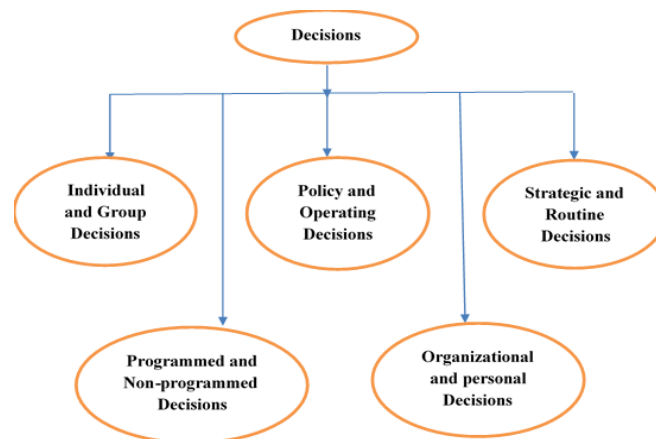 Decisions
Individual
and Group
Decisions
Policy and
Operating
Decisions
Strategic and
Routine
Decisions
Programmed and
Non-programmed
Decisions
Organizational
and personal
Decisions